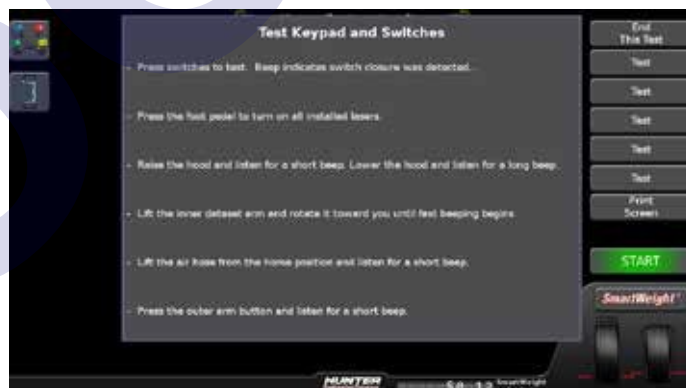 Test Keypad and Switches
- Press switches to test. Beep indicates switch closure was detected.
- Press the foot pedal to turn on all installed lasers.
- Raise the hood and listen for a short beep. Lower the hood and listen for a long beep.
- Lift the inner dataset arm and rotate it toward you until fast beeping begins
- Lift the air hose from the home position and listen for a short beep.
- Press the outer arm button and listen for a short beep.
End
This Test
Test
Test
Test
Test
Test
Print
Screen
START
SmartWeight
HUNTER
SmartWeight